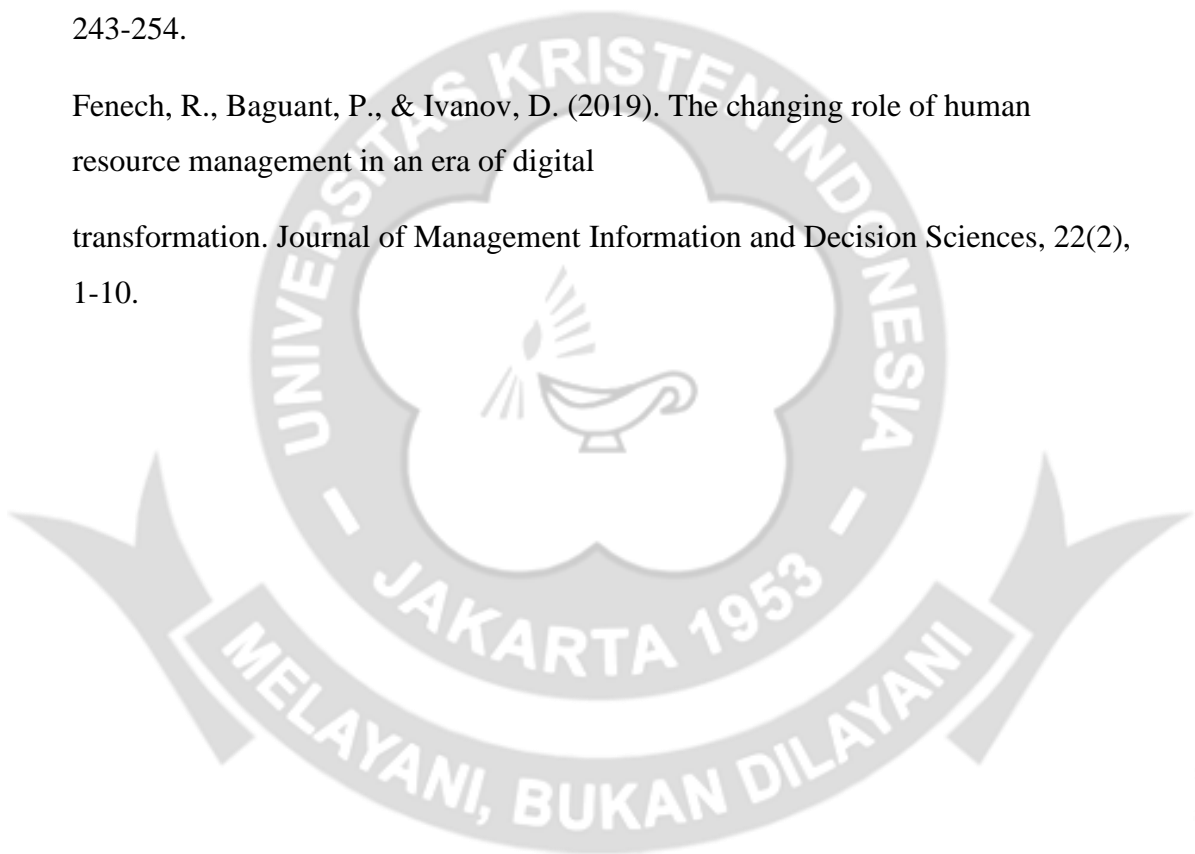 243-254.
Fenech, R., Baguant, P., & Ivanov, D. (2019). The changing role of human
resource management in an era of digital
transformation. Journal of Management Information and Decision Sciences, 22(2),
1-10.
UNIVERSITAS KRISTEN INDONESIA
- JAKARTA 1953 -
MELAYANI, BUKAN DILAYANI